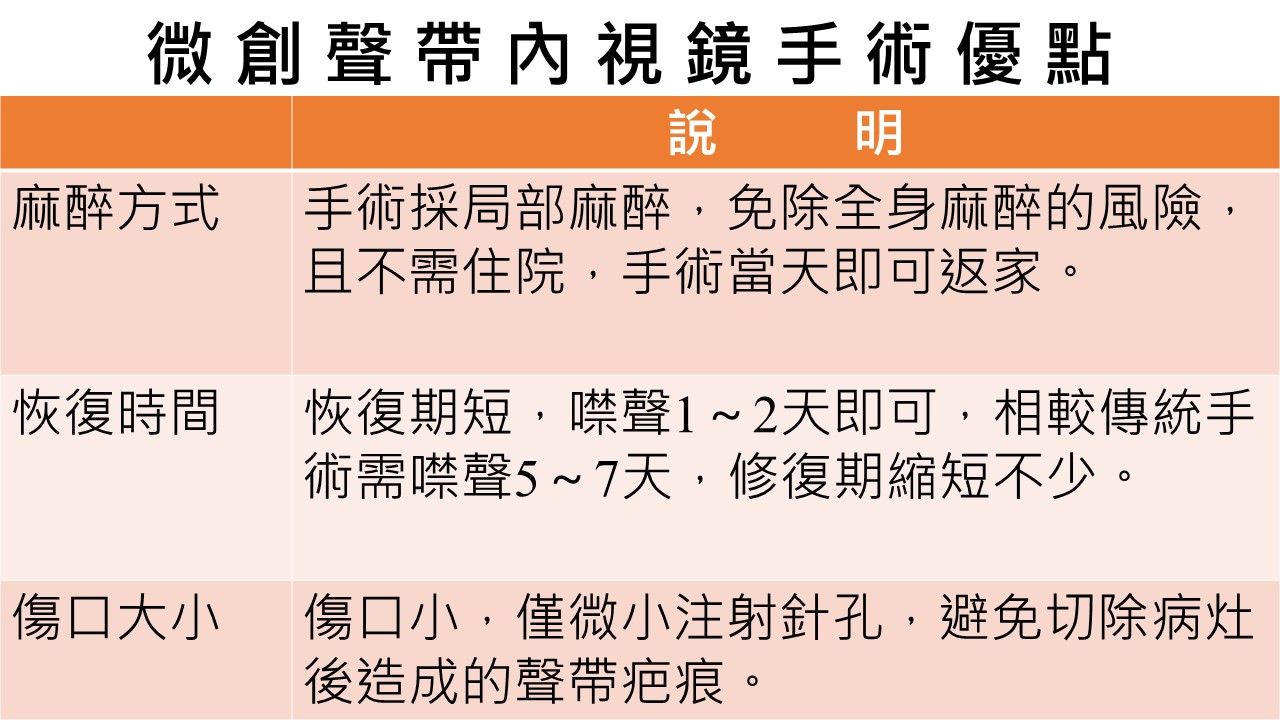 微創聲帶內視鏡手術優點
說 明
麻醉方式
手術採局部麻醉，免除全身麻醉的風險，
且不需住院，手術當天即可返家。
恢復時間
恢復期短，噤聲1～2天即可，相較傳統手
術需噤聲5～7天，修復期縮短不少。
傷口大小
傷口小，僅微小注射針孔，避免切除病灶
後造成的聲帶疤痕。